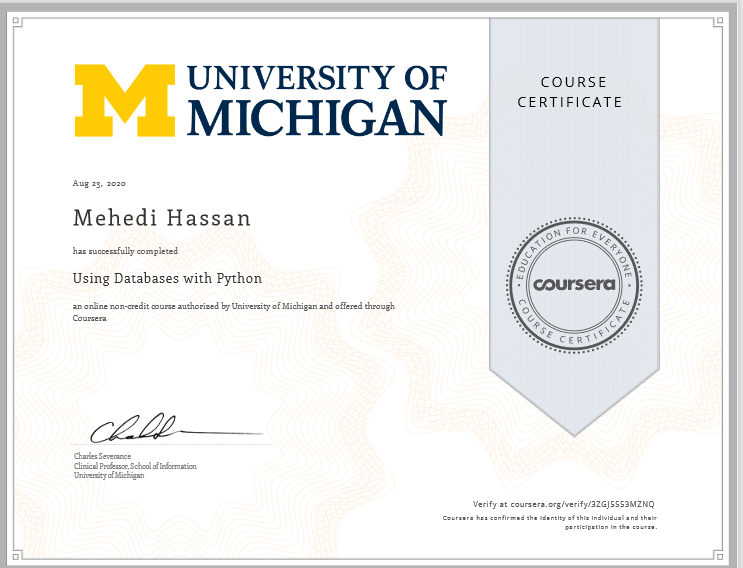 UNIVERSITY OF
MICHIGAN
COURSE
CERTIFICATE
Aug 23, 2020
Mehedi Hassan
has successfully completed
Using Databases with Python
an online non-credit course authorized by University of Michigan and offered through
Coursera
EDUCATION FOR EVERYONE
coursera
COURSE CERTIFICATE
Charles Severance
Clinical Professor, School of Information
University of Michigan
Verify at coursera.org/verify/3ZGJ5553MZNQ
Coursera has confirmed the identity of this individual and their
participation in the course.